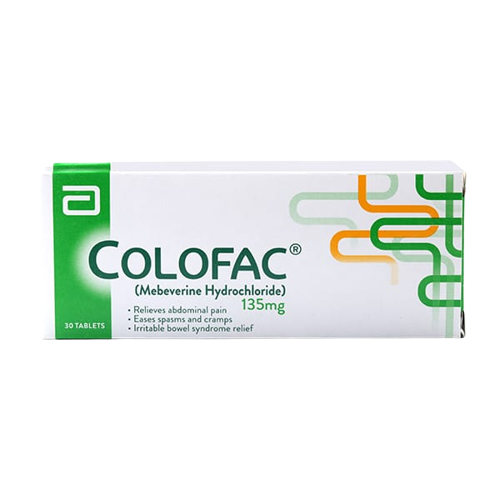 COLOFAC®
(Mebeverine Hydrochloride)
135mg
• Relieves abdominal pain
• Eases spasms and cramps
• Irritable bowel syndrome relief
30 TABLETS